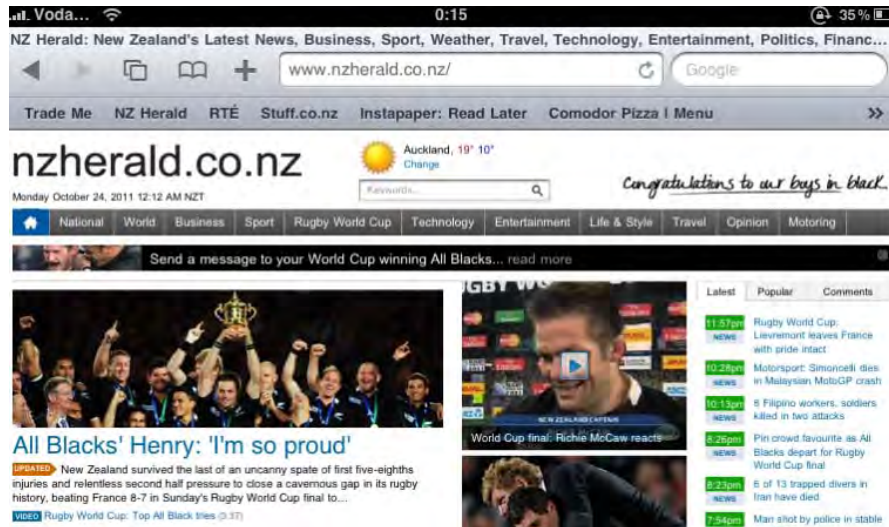 Voda... 0:15 35%
NZ Herald: New Zealand's Latest News, Business, Sport, Weather, Travel, Technology, Entertainment, Politics, Financ...
www.nzherald.co.nz/ Google
Trade Me NZ Herald RTÉ Stuff.co.nz Instapaper: Read Later Comodor Pizza | Menu >>
nzherald.co.nz
Auckland, 19° 10°
Change
Monday October 24, 2011 12:12 AM NZT
Keywords...
Congratulations to our boys in black
National World Business Sport Rugby World Cup Technology Entertainment Life & Style Travel Opinion Motoring
Send a message to your World Cup winning All Blacks... read more
All Blacks' Henry: 'I'm so proud'
UPDATED New Zealand survived the last of an uncanny spate of first five-eighths
injuries and relentless second half pressure to close a cavernous gap in its rugby
history, beating France 8-7 in Sunday's Rugby World Cup final to...
VIDEO Rugby World Cup: Top All Black tries (3:37)
NEW ZEALAND CAPTAIN
World Cup final: Richie McCaw reacts
Latest Popular Comments
11:57pm Rugby World Cup:
NEWS Lievremont leaves France
with pride intact
10:28pm Motorsport: Simoncelli dies
NEWS in Malaysian MotoGP crash
10:13pm 6 Filipino workers, soldiers
NEWS killed in two attacks
8:26pm Pin crowd favourite as All
NEWS Blacks depart for Rugby
World Cup final
8:23pm 6 of 13 trapped divers in
NEWS Iran have died
7:54pm Man shot by police in stable